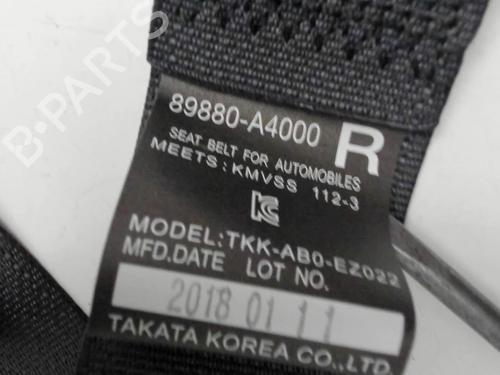 B-PARTS
89880-A4000
R
SEAT BELT FOR AUTOMOBILES
MEETS: KMVSS 112-3
KC
MODEL:TKK-AB0-EZ022
MFD.DATE LOT NO.
2018 01 11
TAKATA KOREA CO.,LTD.